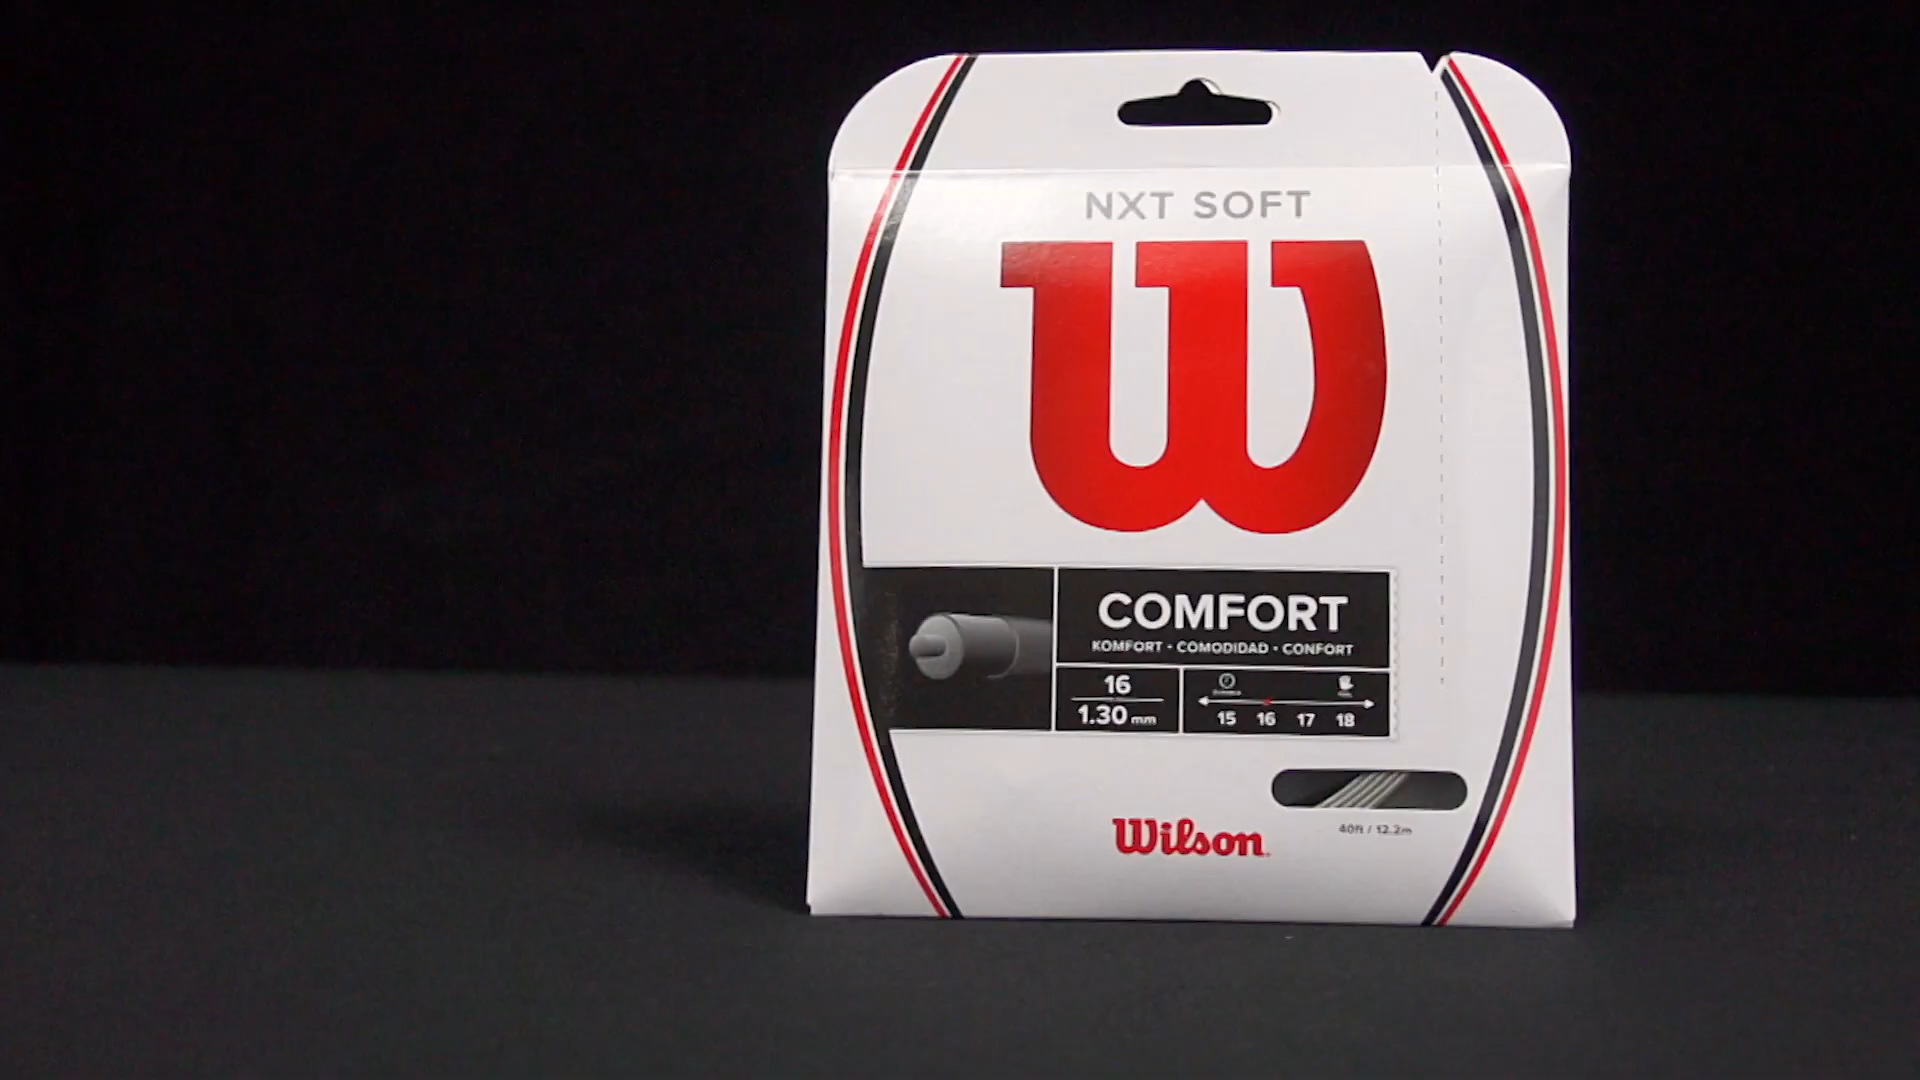 NXT SOFT
W
COMFORT
KOMFORT • COMODIDAD • CONFORT
16
1.30 mm
15 16 17 18
40ft / 12.2m
Wilson